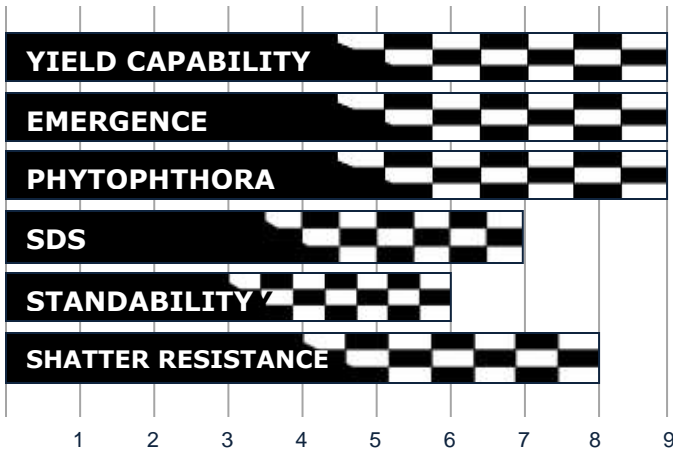 YIELD CAPABILITY
EMERGENCE
PHYTOPHTHORA
SDS
STANDABILITY
SHATTER RESISTANCE
1 2 3 4 5 6 7 8 9